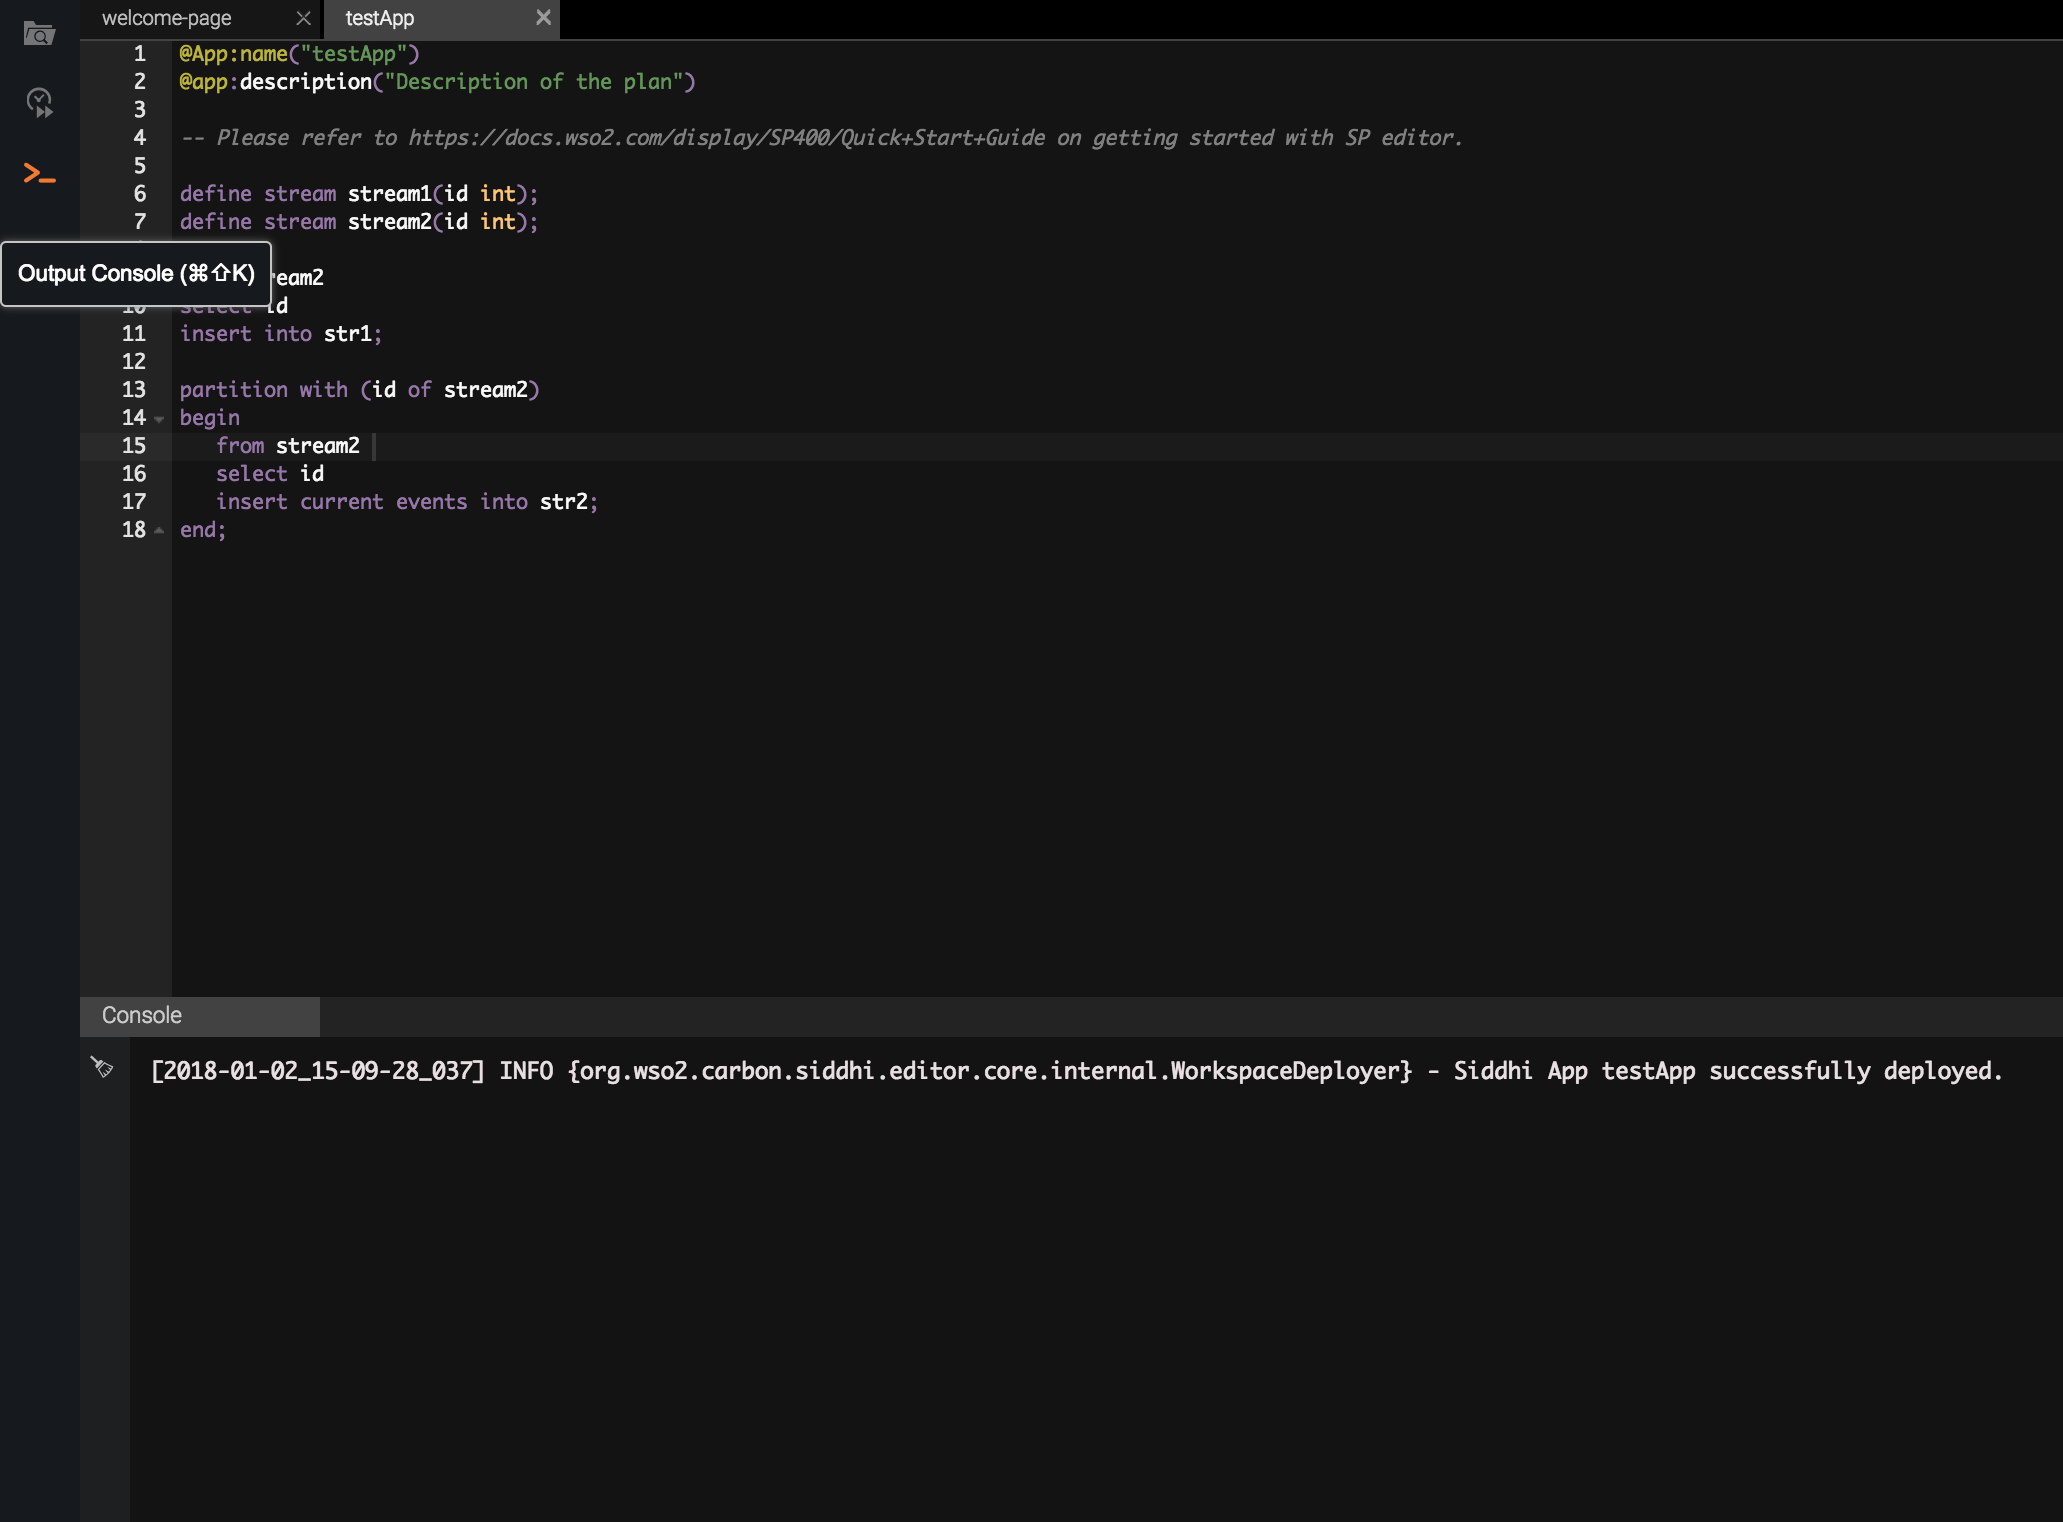 welcome-page
testApp
1 @App:name("testApp")
2 @app:description("Description of the plan")
3
4 -- Please refer to https://docs.wso2.com/display/SP400/Quick+Start+Guide on getting started with SP editor.
5
6 define stream stream1(id int);
7 define stream stream2(id int);
Output Console (⌘⇧K)
ream2
10 select id
11 insert into str1;
12
13 partition with (id of stream2)
14 begin
15 from stream2
16 select id
17 insert current events into str2;
18 end;
Console
[2018-01-02_15-09-28_037] INFO {org.wso2.carbon.siddhi.editor.core.internal.WorkspaceDeployer} - Siddhi App testApp successfully deployed.